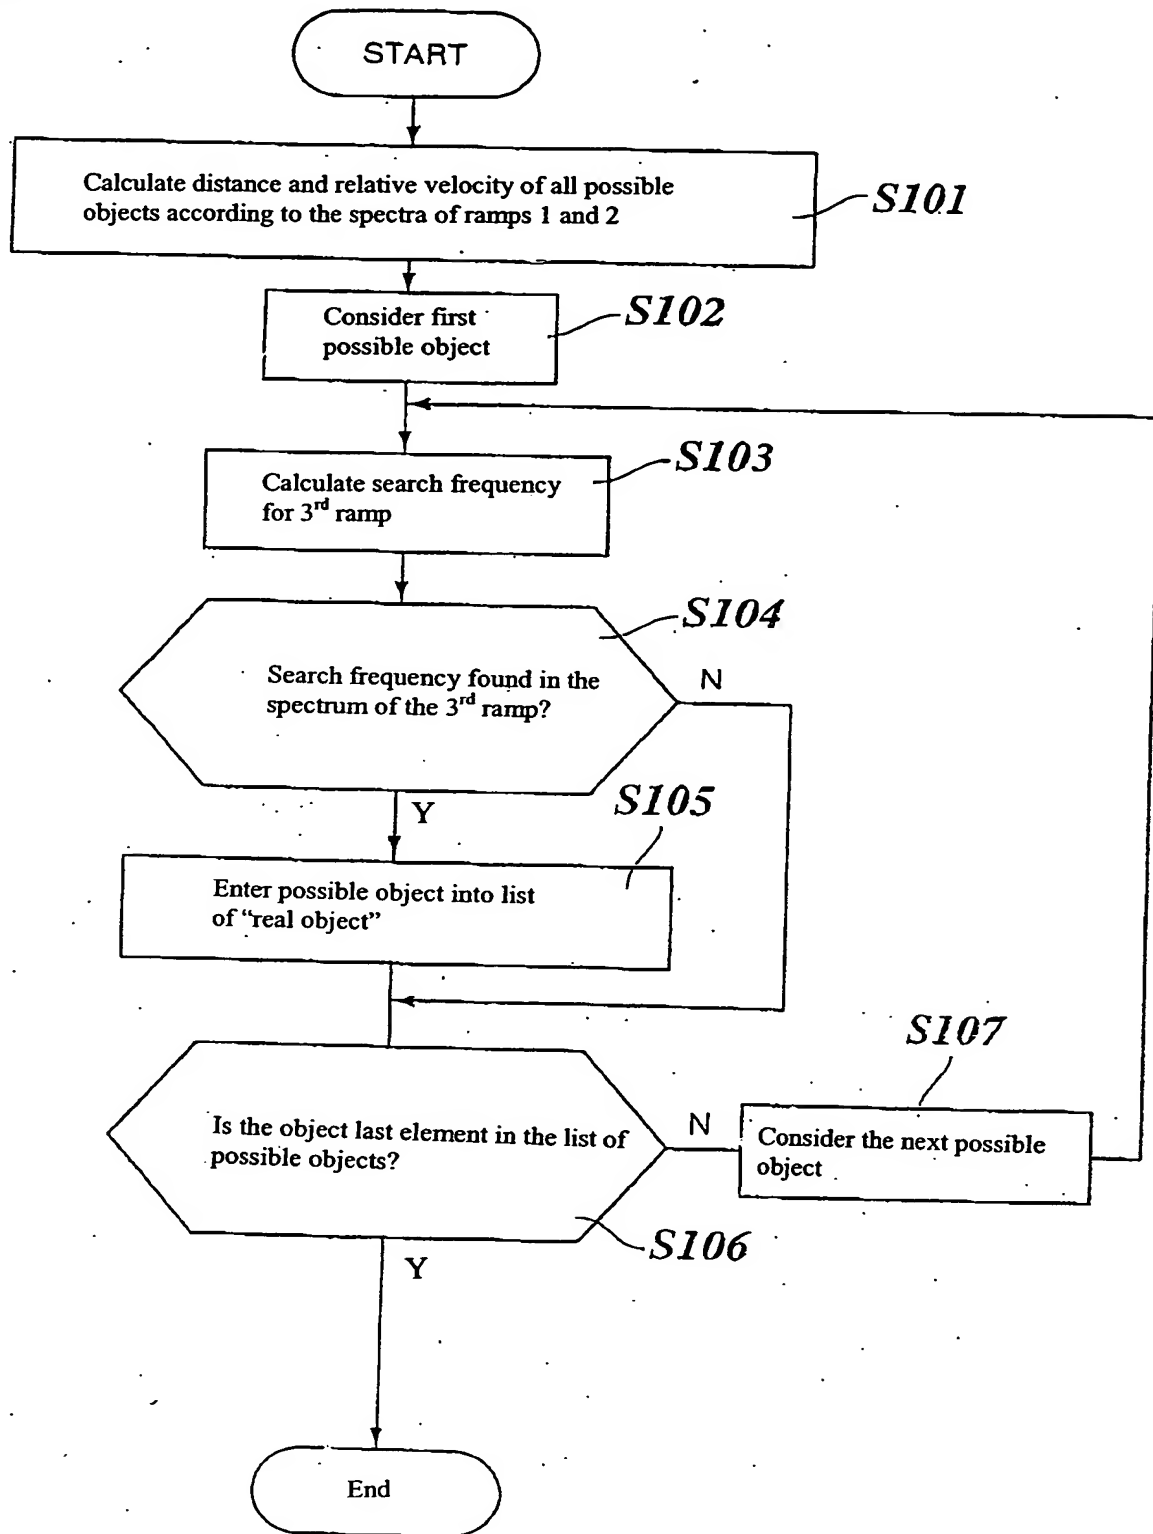 START
Calculate distance and relative velocity of all possible
objects according to the spectra of ramps 1 and 2
S101
Consider first
possible object
S102
Calculate search frequency
for 3rd ramp
S103
Search frequency found in the
spectrum of the 3rd ramp?
S104
N
Y
Enter possible object into list
of “real object”
S105
Is the object last element in the list of
possible objects?
S106
N
Consider the next possible
object
S107
Y
End